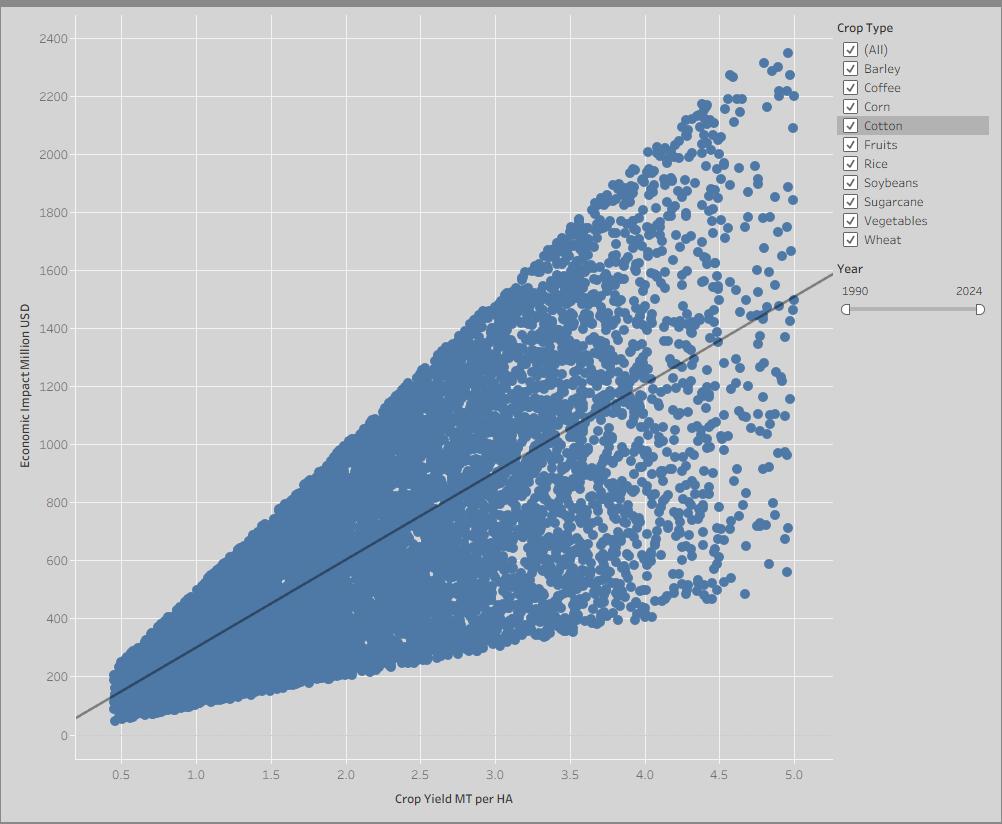 2400
2200
2000
1800
1600
1400
1200
1000
800
600
400
200
0
Economic Impact Million USD
0.5 1.0 1.5 2.0 2.5 3.0 3.5 4.0 4.5 5.0
Crop Yield MT per HA
Crop Type
(All)
Barley
Coffee
Corn
Cotton
Fruits
Rice
Soybeans
Sugarcane
Vegetables
Wheat
Year
1990 2024